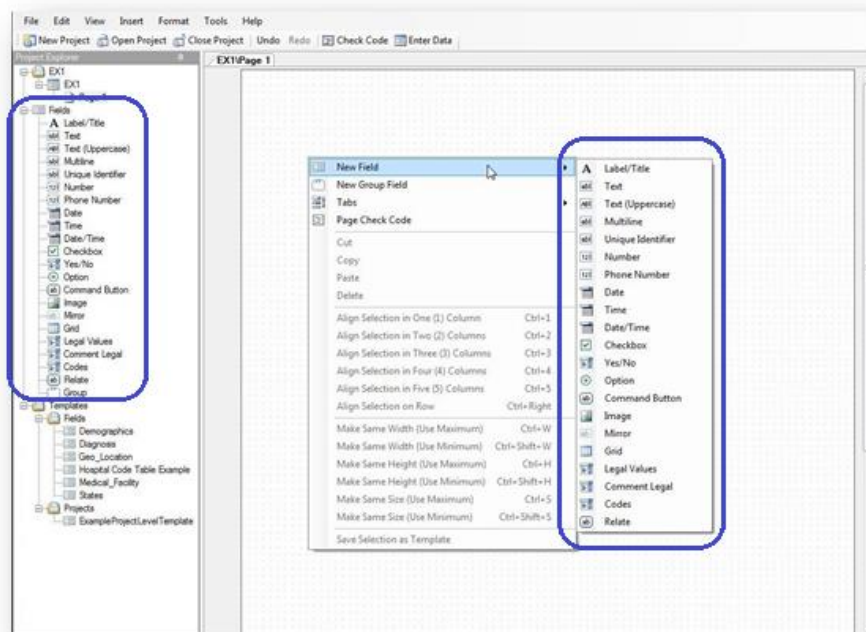 File Edit View Insert Format Tools Help
New Project Open Project Close Project Undo Redo Check Code Enter Data
Project Explorer
EX1\Page 1
EX1
EX1
Fields
Label/Title
Text
Text (Uppercase)
Multiline
Unique Identifier
Number
Phone Number
Date
Time
Date/Time
Checkbox
Yes/No
Option
Command Button
Image
Mirror
Grid
Legal Values
Comment Legal
Codes
Relate
Group
Templates
Fields
Demographics
Diagnosis
Geo_Location
Hospital Code Table Example
Medical_Facility
States
Projects
ExampleProjectLevelTemplate
New Field
New Group Field
Tabs
Page Check Code
Cut
Copy
Paste
Delete
Align Selection in One (1) Column Ctrl+1
Align Selection in Two (2) Columns Ctrl+2
Align Selection in Three (3) Columns Ctrl+3
Align Selection in Four (4) Columns Ctrl+4
Align Selection in Five (5) Columns Ctrl+5
Align Selection on Row Ctrl+Right
Make Same Width (Use Maximum) Ctrl+W
Make Same Width (Use Minimum) Ctrl+Shift+W
Make Same Height (Use Maximum) Ctrl+H
Make Same Height (Use Minimum) Ctrl+Shift+H
Make Same Size (Use Maximum) Ctrl+S
Make Same Size (Use Minimum) Ctrl+Shift+S
Save Selection as Template
Label/Title
Text
Text (Uppercase)
Multiline
Unique Identifier
Number
Phone Number
Date
Time
Date/Time
Checkbox
Yes/No
Option
Command Button
Image
Mirror
Grid
Legal Values
Comment Legal
Codes
Relate